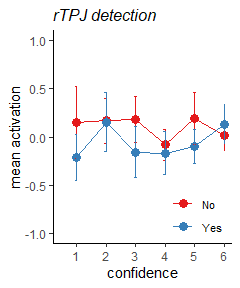 rTPJ detection
mean activation
1.0
0.5
0.0
-0.5
-1.0
No
Yes
1 2 3 4 5 6
confidence